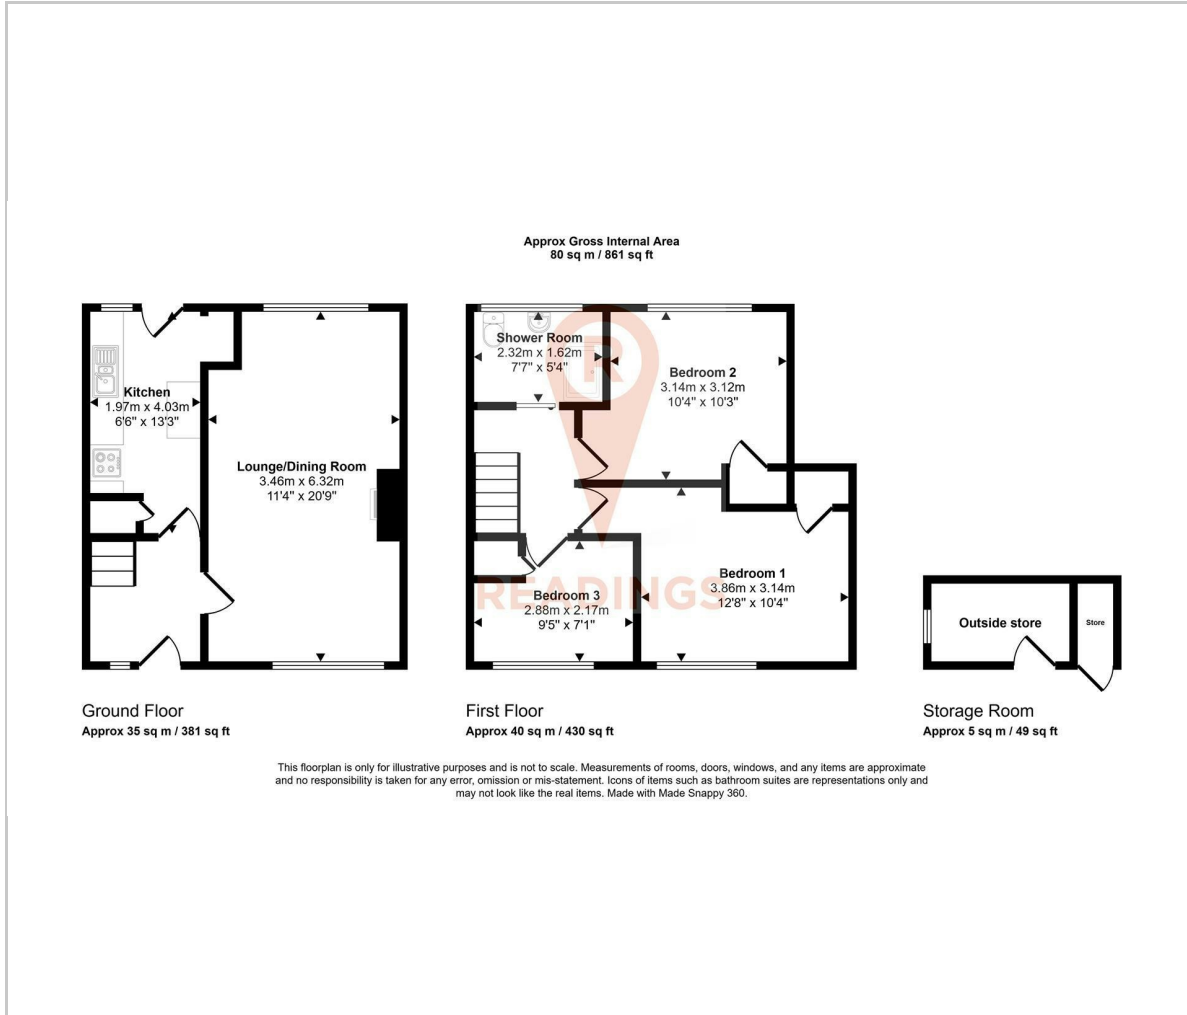 Approx Gross Internal Area
80 sq m / 861 sq ft
Kitchen
1.97m x 4.03m
6'6" x 13'3"
Lounge/Dining Room
3.46m x 6.32m
11'4" x 20'9"
Ground Floor
Approx 35 sq m / 381 sq ft
Shower Room
2.32m x 1.62m
7'7" x 5'4"
R
Bedroom 2
3.14m x 3.12m
10'4" x 10'3"
Bedroom 1
3.86m x 3.14m
12'8" x 10'4"
READINGS
Bedroom 3
2.88m x 2.17m
9'5" x 7'1"
First Floor
Approx 40 sq m / 430 sq ft
Outside store
Store
Storage Room
Approx 5 sq m / 49 sq ft
This floorplan is only for illustrative purposes and is not to scale. Measurements of rooms, doors, windows, and any items are approximate
and no responsibility is taken for any error, omission or mis-statement. Icons of items such as bathroom suites are representations only and
may not look like the real items. Made with Made Snappy 360.